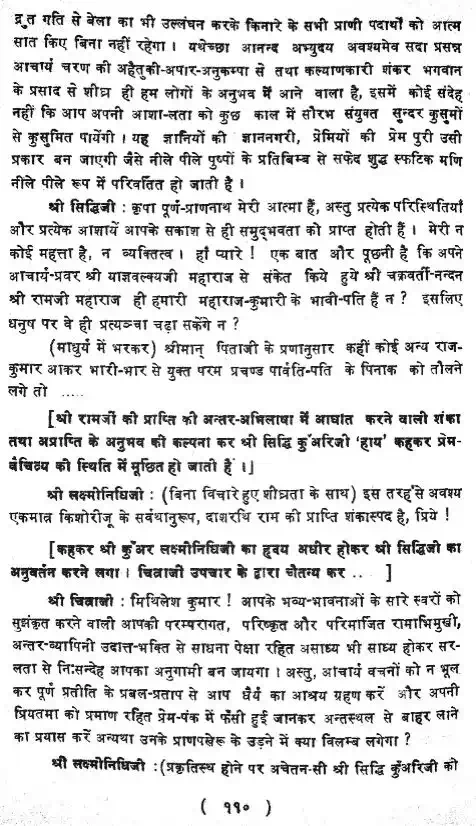 द्रुत गति से बेला का भी उल्लंघन करके किनारे के सभी प्राणी पदार्थों को आत्म
सात किए बिना नहीं रहेगा । यथेच्छा आनन्द अभ्युदय अवश्यमेव सदा प्रसन्न
आचार्य चरण की अहैतुकी-अपार-अनुकम्पा से तथा कल्याणकारी शंकर भगवान
के प्रसाद से शीघ्र ही हम लोगों के अनुभव में आने वाला है, इसमें कोई संदेह
नहीं कि आप अपनी आशा-लता को कुछ काल में सौरभ संयुक्त सुन्दर कुसुमों
से कुसुमित पायेंगी । यह ज्ञानियों की ज्ञाननगरी, प्रेमियों की प्रेम पुरी उसी
प्रकार बन जाएगी जैसे नीले पीले पुष्पों के प्रतिबिम्ब से सफेद शुद्ध स्फटिक मणि
नीले पीले रूप में परिवर्तित हो जाती है ।
श्री सिद्धिजी : कृपा पूर्ण-प्राणनाथ मेरी आत्मा हैं, अस्तु प्रत्येक परिस्थितियां
और प्रत्येक आशायें आपके सकाश से ही समुद्भवता को प्राप्त होती हैं । मेरी न
कोई महत्ता है, न व्यक्तित्व । हाँ प्यारे ! एक बात और पूछनी है कि अपने
आचार्य-प्रवर श्री याज्ञवल्क्यजी महाराज से संकेत किये हुये श्री चक्रवर्ती-नन्दन
श्री रामजी महाराज ही हमारी महाराज-कुमारी के भावी-पति हैं न ? इसलिए
धनुष पर वे ही प्रत्यञ्चा चढ़ा सकेंगे न ?
(माधुर्य में भरकर) श्रीमान् पिताजी के प्रणानुसार कहीं कोई अन्य राज-
कुमार आकर भारी-भार से युक्त परम प्रचण्ड पार्वति-पति के पिनाक को तौलने
लगे तो .....
[श्री रामजी की प्राप्ति की अन्तर-अभिलाषा में आघात करने वाली शंका
तथा अप्राप्ति के अनुभव की कल्पना कर श्री सिद्धि कुँअरिजी 'हाय' कहकर प्रेम-
वैचित्य की स्थिति में मूर्छित हो जाती हैं ।]
श्री लक्ष्मीनिधिजी : (बिना विचारे हुए शीघ्रता के साथ) इस तरह से अवश्य
एकमात्र किशोरीजू के सर्वथानुरूप, दाशरथि राम की प्राप्ति शंकास्पद है, प्रिये !
[कहकर श्री कुँअर लक्ष्मीनिधिजी का हृदय अधीर होकर श्री सिद्धिजी का
अनुवर्तन करने लगा । चित्राजी उपचार के द्वारा चैतन्य कर .. . ]
श्री चित्राजी : मिथिलेश कुमार ! आपके भव्य-भावनाओं के सारे स्वरों को
सुझंकृत करने वाली आपकी परम्परागत, परिष्कृत और परिमार्जित रामाभिमुखी,
अन्तर-व्यापिनी उदात्त-भक्ति से साधना पेक्षा रहित असाध्य भी साध्य होकर सर-
लता से निःसन्देह आपका अनुगामी बन जायगा । अस्तु, आचार्य वचनों को न भूल
कर पूर्ण प्रतीति के प्रबल-प्रताप से आप धैर्य का आश्रय ग्रहण करें और अपनी
प्रियतमा को प्रमाण रहित प्रेम-पंक में फँसी हुई जानकर अन्तस्थल से बाहर लाने
का प्रयास करें अन्यथा उनके प्राणपखेरू के उड़ने में क्या विलम्ब लगेगा ?
श्री लक्ष्मीनिधिजी : (प्रकृतिस्थ होने पर अचेतन-सी श्री सिद्धि कुँअरिजी को
( ११० )